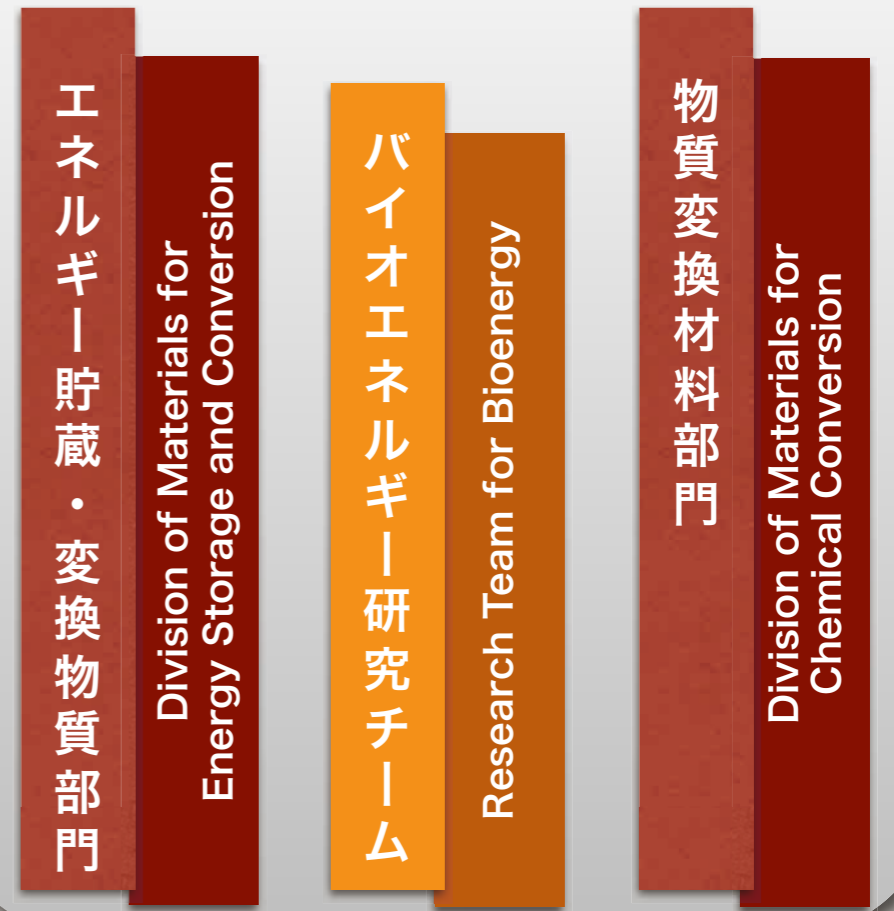 エネルギー貯蔵・変換物質部門
Division of Materials for
Energy Storage and Conversion
バイオエネルギー研究チーム
Research Team for Bioenergy
物質変換材料部門
Division of Materials for
Chemical Conversion